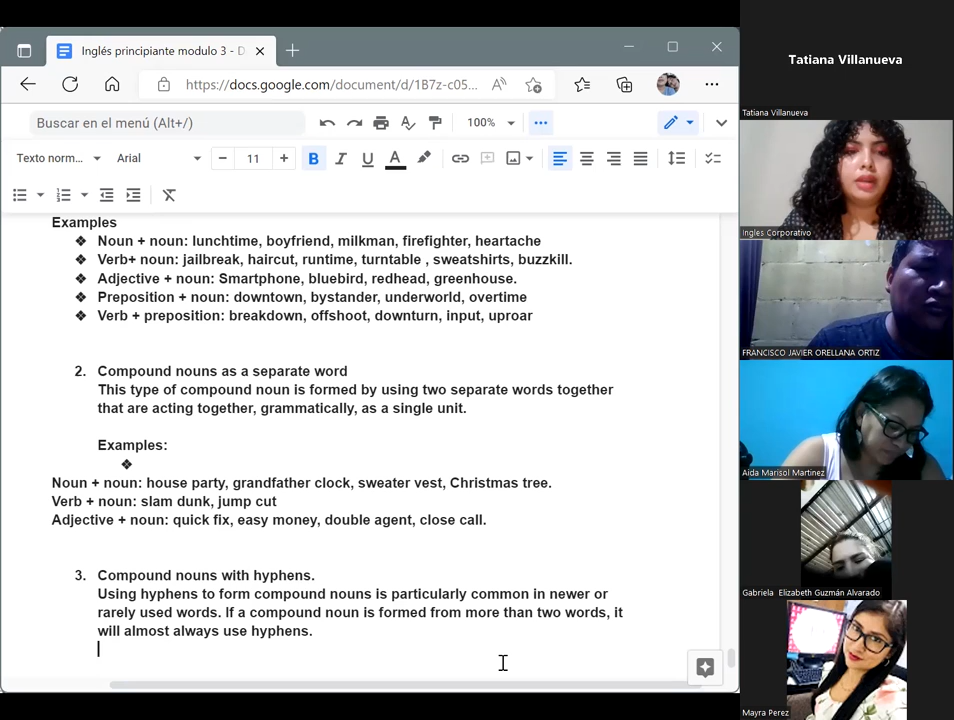 Tatiana Villanueva
Tatiana Villanueva
Inglés principiante modulo 3 - D
https://docs.google.com/document/d/1B7z-c05...
Buscar en el menú (Alt+/)
100%
Texto norm...
Arial
11
B I U A
Examples
❖ Noun + noun: lunchtime, boyfriend, milkman, firefighter, heartache
❖ Verb+ noun: jailbreak, haircut, runtime, turntable , sweatshirts, buzzkill.
❖ Adjective + noun: Smartphone, bluebird, redhead, greenhouse.
❖ Preposition + noun: downtown, bystander, underworld, overtime
❖ Verb + preposition: breakdown, offshoot, downturn, input, uproar
2. Compound nouns as a separate word
This type of compound noun is formed by using two separate words together
that are acting together, grammatically, as a single unit.
Examples:
❖
Noun + noun: house party, grandfather clock, sweater vest, Christmas tree.
Verb + noun: slam dunk, jump cut
Adjective + noun: quick fix, easy money, double agent, close call.
3. Compound nouns with hyphens.
Using hyphens to form compound nouns is particularly common in newer or
rarely used words. If a compound noun is formed from more than two words, it
will almost always use hyphens.
Ingles Corporativo
FRANCISCO JAVIER ORELLANA ORTIZ
Aida Marisol Martinez
Gabriela Elizabeth Guzmán Alvarado
Mayra Perez